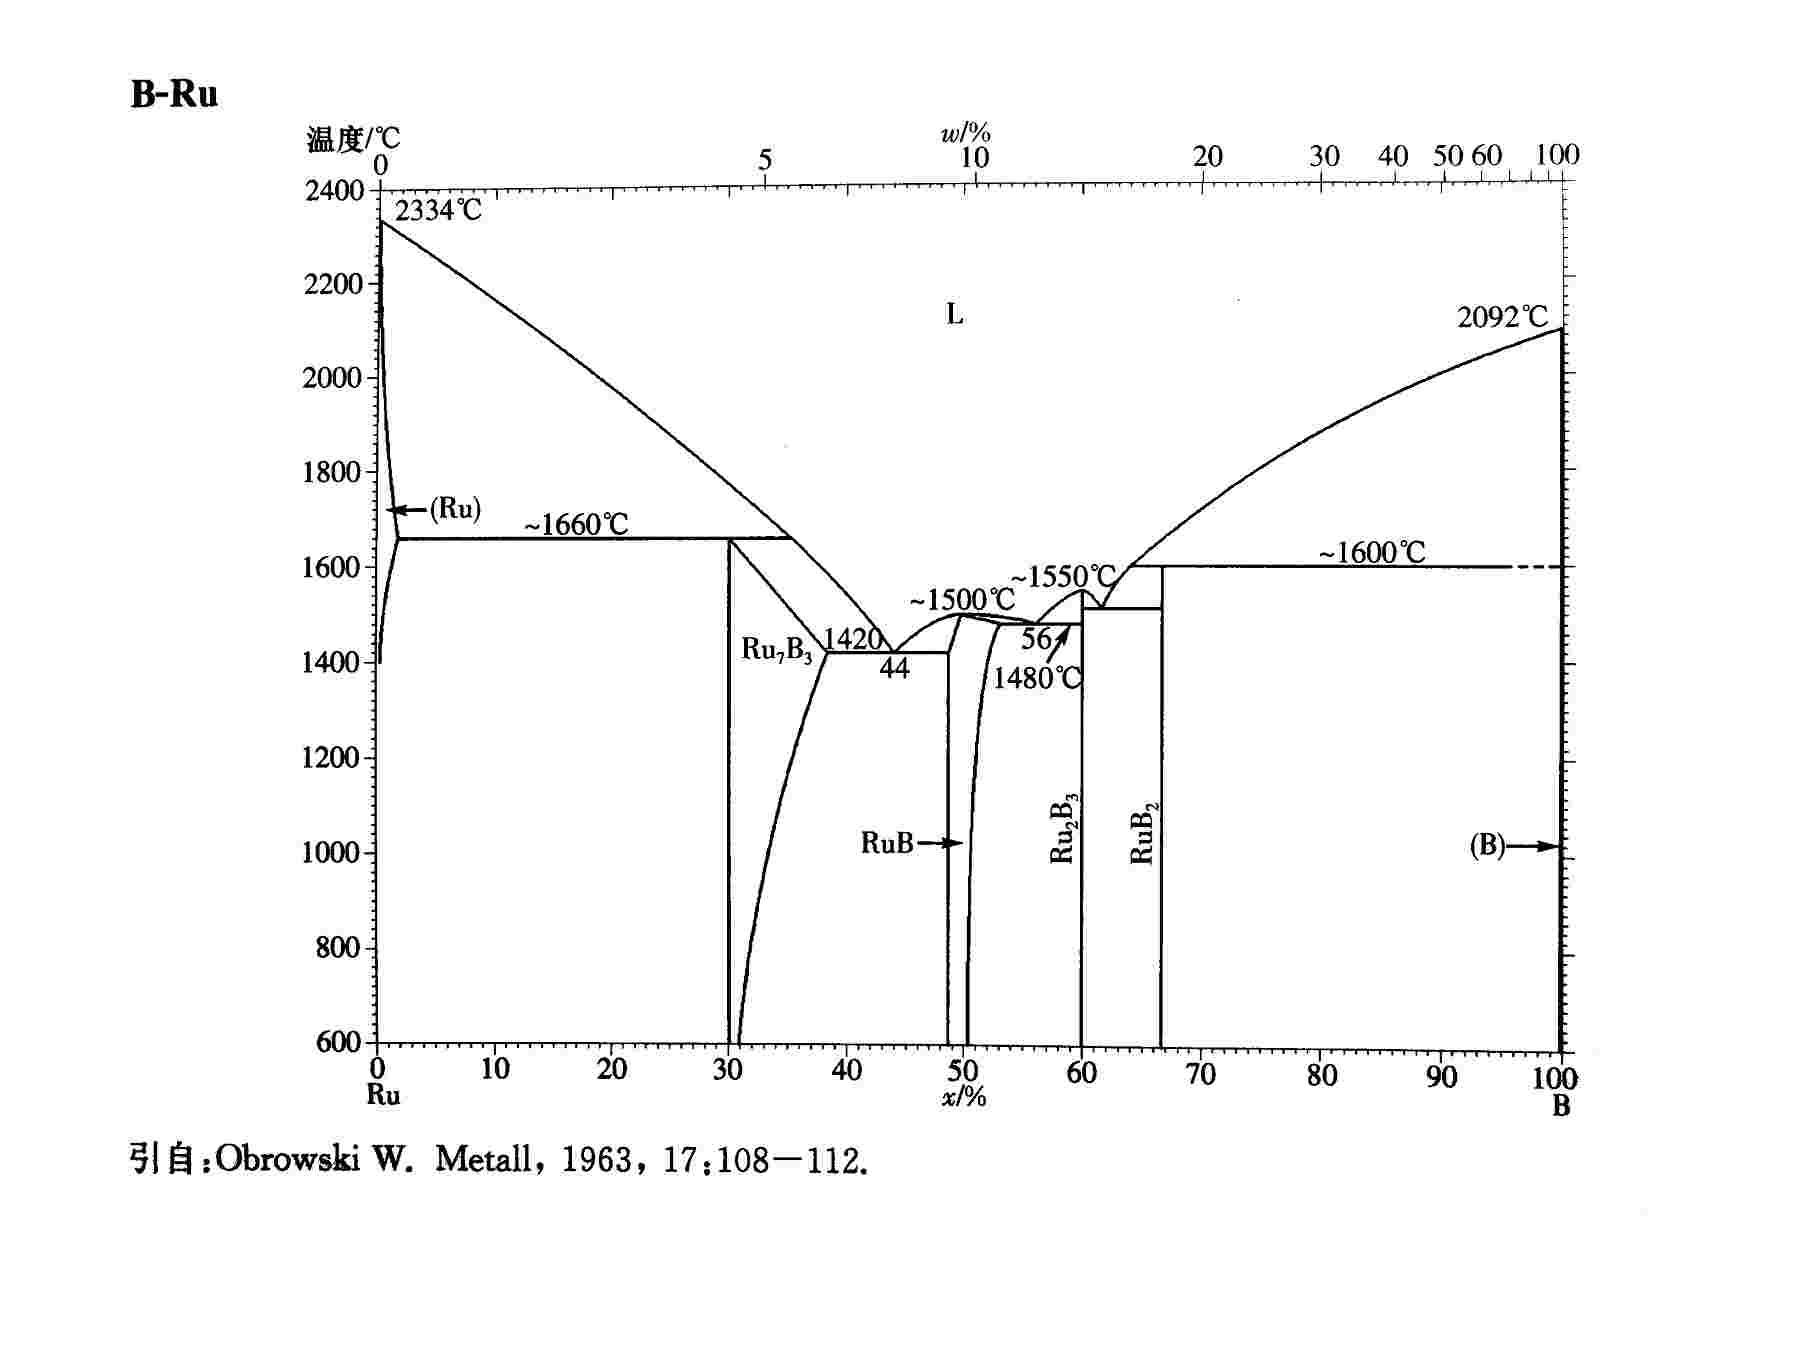 B-Ru
温度/℃
w/%
0 5 10 20 30 40 50 60 100
2400
2334℃
2200
L
2092℃
2000
1800
(Ru)
~1660℃
~1600℃
1600
~1550℃
~1500℃
1420
56
Ru₇B₃
1400
44
1480℃
1200
1000
RuB
Ru₂B₃
RuB₂
(B)
800
600
0 10 20 30 40 50 60 70 80 90 100
Ru
x/%
B
引自:Obrowski W. Metall, 1963, 17:108—112.